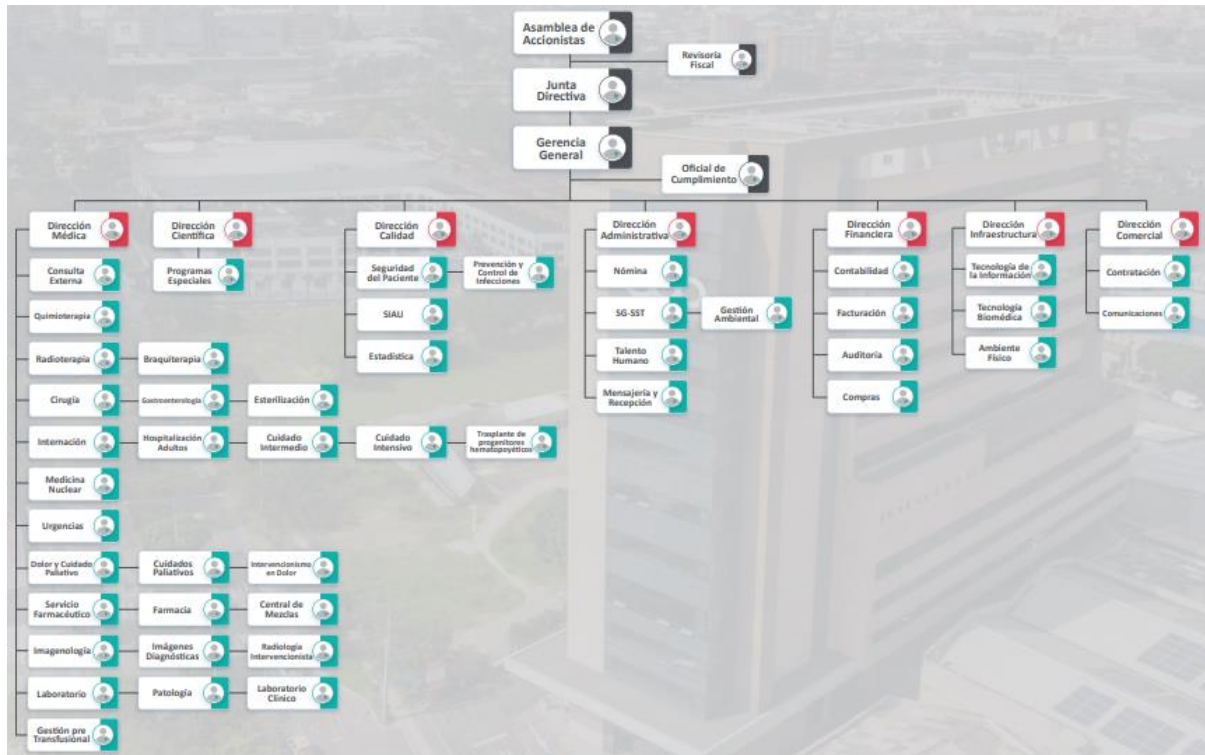 Asamblea de
Accionistas
Revisoría
Fiscal
Junta
Directiva
Gerencia
General
Oficial de
Cumplimiento
Dirección
Médica
Dirección
Científica
Dirección
Calidad
Dirección
Administrativa
Dirección
Financiera
Dirección
Infraestructura
Dirección
Comercial
Consulta
Externa
Programas
Especiales
Seguridad
del Paciente
Prevención y
Control de
Infecciones
Nómina
Contabilidad
Tecnología de
la Información
Contratación
Quimioterapia
SIAU
SG-SST
Gestión
Ambiental
Facturación
Tecnología
Biomédica
Comunicaciones
Radioterapia
Braquiterapia
Estadística
Talento
Humano
Auditoría
Ambiente
Físico
Cirugía
Gastroenterología
Esterilización
Mensajería y
Recepción
Compras
Internación
Hospitalización
Adultos
Cuidado
Intermedio
Cuidado
Intensivo
Trasplante de
progenitores
hematopoyéticos
Medicina
Nuclear
Urgencias
Dolor y Cuidado
Paliativo
Cuidados
Paliativos
Intervencionismo
en Dolor
Servicio
Farmacéutico
Farmacia
Central de
Mezclas
Imagenología
Imágenes
Diagnósticas
Radiología
Intervencionista
Laboratorio
Patología
Laboratorio
Clínico
Gestión pre
Transfusional